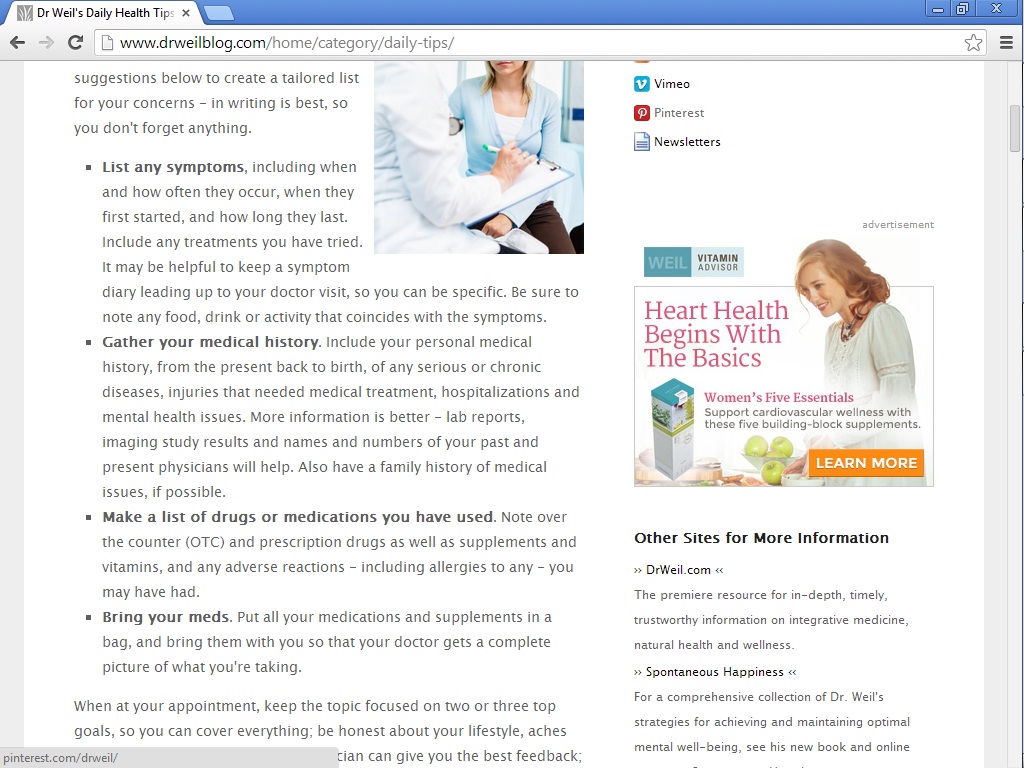 Dr Weil's Daily Health Tips
www.drweilblog.com/home/category/daily-tips/
suggestions below to create a tailored list
for your concerns – in writing is best, so
you don't forget anything.
List any symptoms, including when
and how often they occur, when they
first started, and how long they last.
Include any treatments you have tried.
It may be helpful to keep a symptom
diary leading up to your doctor visit, so you can be specific. Be sure to
note any food, drink or activity that coincides with the symptoms.
Gather your medical history. Include your personal medical
history, from the present back to birth, of any serious or chronic
diseases, injuries that needed medical treatment, hospitalizations and
mental health issues. More information is better – lab reports,
imaging study results and names and numbers of your past and
present physicians will help. Also have a family history of medical
issues, if possible.
Make a list of drugs or medications you have used. Note over
the counter (OTC) and prescription drugs as well as supplements and
vitamins, and any adverse reactions – including allergies to any – you
may have had.
Bring your meds. Put all your medications and supplements in a
bag, and bring them with you so that your doctor gets a complete
picture of what you're taking.
When at your appointment, keep the topic focused on two or three top
goals, so you can cover everything; be honest about your lifestyle, aches
cian can give you the best feedback;
pinterest.com/drweil/
Vimeo
Pinterest
Newsletters
advertisement
WEIL VITAMIN ADVISOR
Heart Health
Begins With
The Basics
Women's Five Essentials
Support cardiovascular wellness with
these five building-block supplements.
LEARN MORE
Other Sites for More Information
›› DrWeil.com ‹‹
The premiere resource for in-depth, timely,
trustworthy information on integrative medicine,
natural health and wellness.
›› Spontaneous Happiness ‹‹
For a comprehensive collection of Dr. Weil's
strategies for achieving and maintaining optimal
mental well-being, see his new book and online